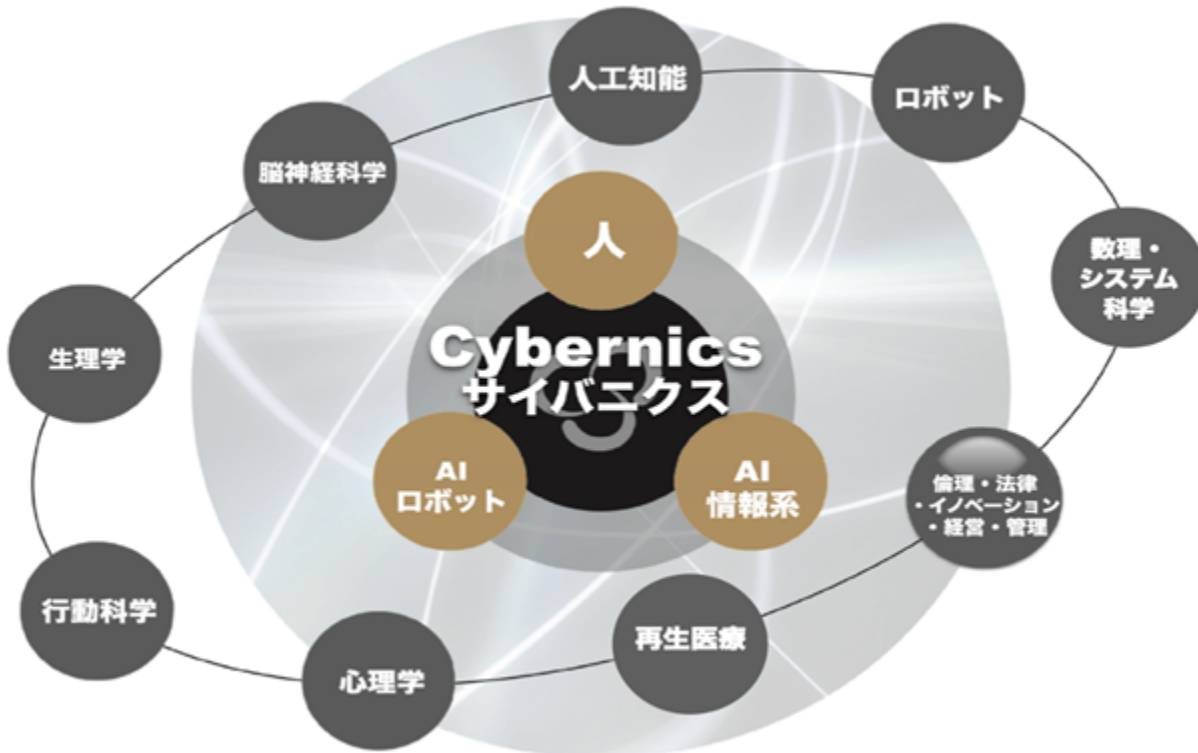 人工知能
ロボット
脳神経科学
人
数理・
システム
科学
生理学
Cybernics
サイバニクス
AI
ロボット
AI
情報系
倫理・法律
・イノベーション
・経営・管理
行動科学
再生医療
心理学